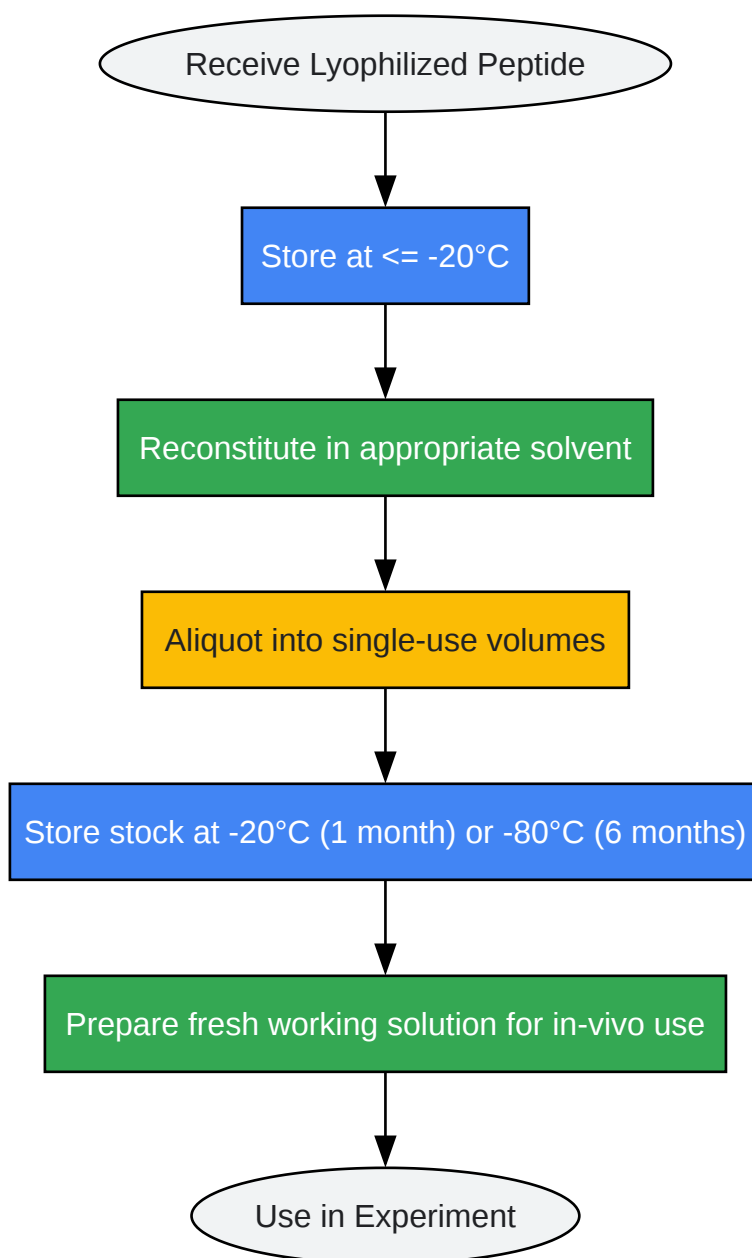 Receive Lyophilized Peptide
Store at <= -20°C
Reconstitute in appropriate solvent
Aliquot into single-use volumes
Store stock at -20°C (1 month) or -80°C (6 months)
Prepare fresh working solution for in-vivo use
Use in Experiment